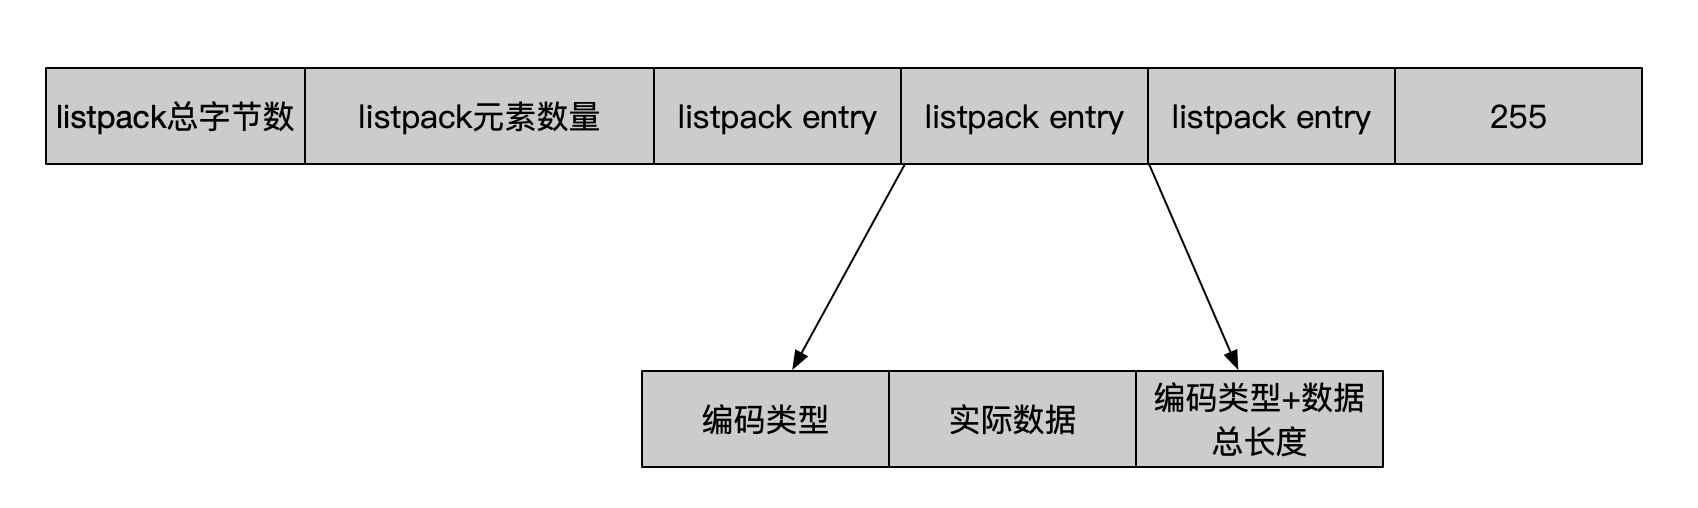 listpack总字节数
listpack元素数量
listpack entry
listpack entry
listpack entry
255
编码类型
实际数据
编码类型+数据
总长度